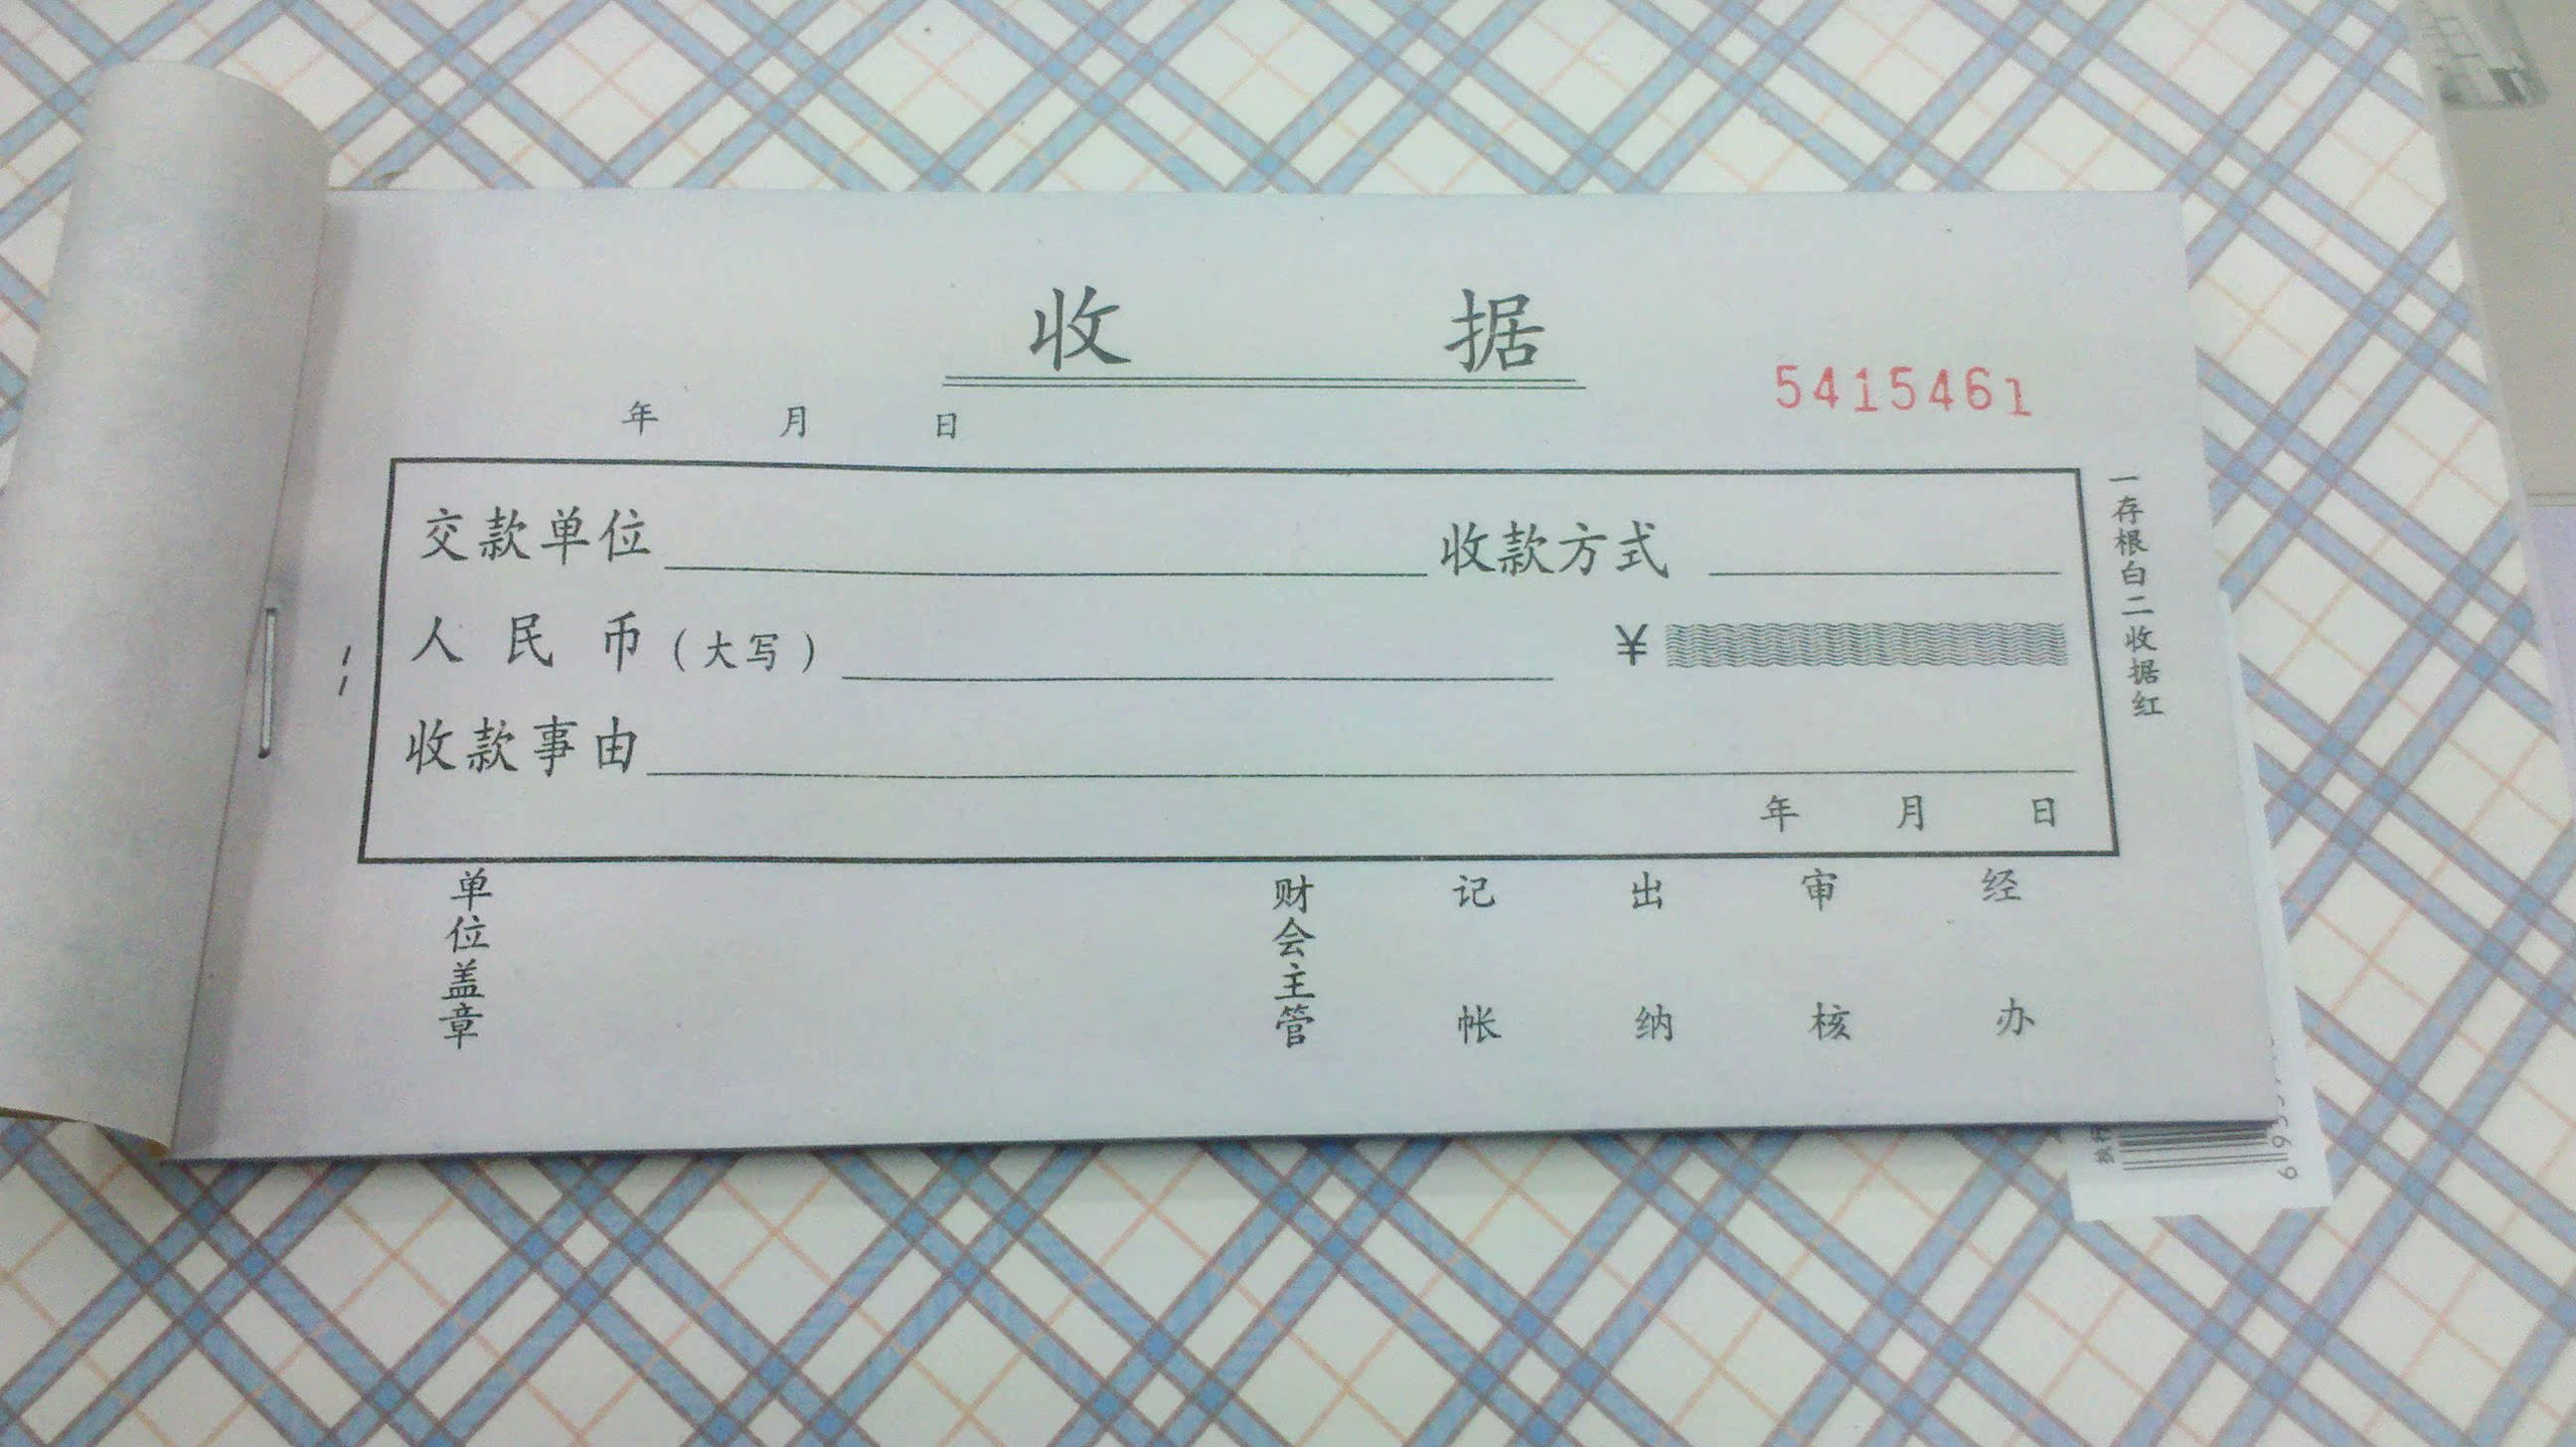 收 据
5415461
年 月 日
交款单位 收款方式
人民币（大写） ¥
收款事由
年 月 日
一存根白二收据红
单位盖章
财会主管
记帐
出纳
审核
经办